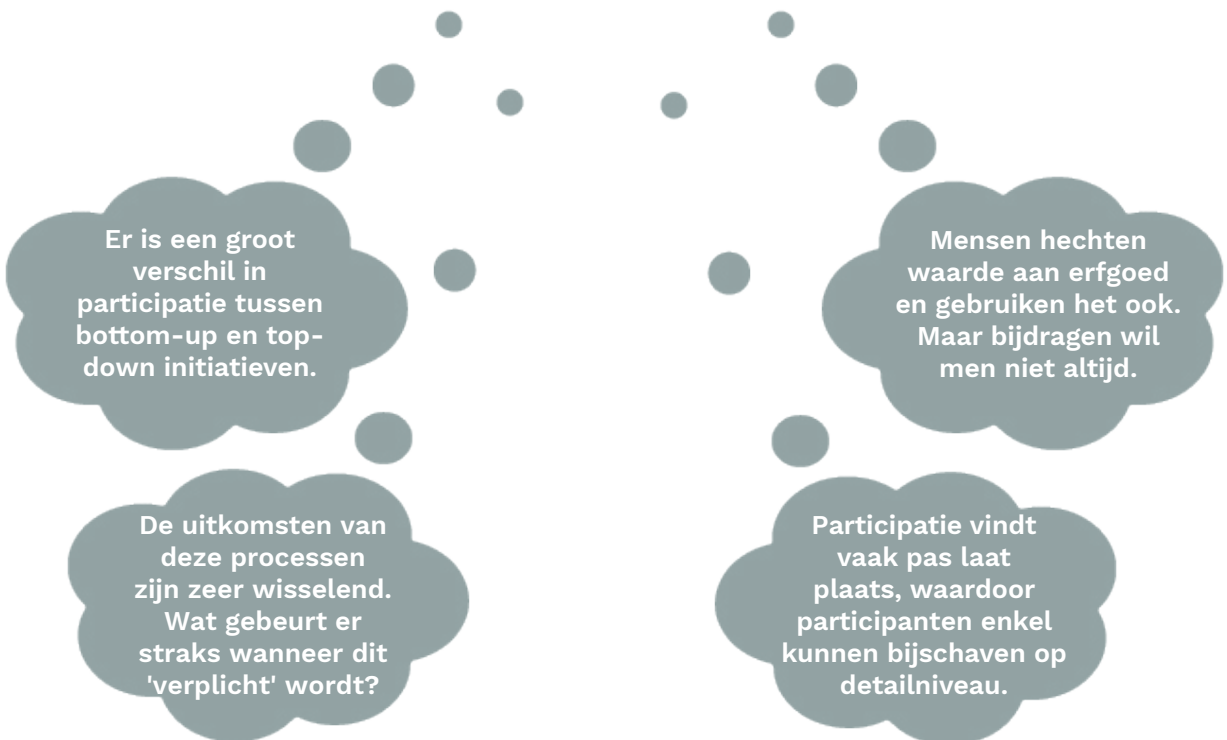 Er is een groot
verschil in
participatie tussen
bottom-up en top-
down initiatieven.
Mensen hechten
waarde aan erfgoed
en gebruiken het ook.
Maar bijdragen wil
men niet altijd.
De uitkomsten van
deze processen
zijn zeer wisselend.
Wat gebeurt er
straks wanneer dit
'verplicht' wordt?
Participatie vindt
vaak pas laat
plaats, waardoor
participanten enkel
kunnen bijschaven op
detailniveau.